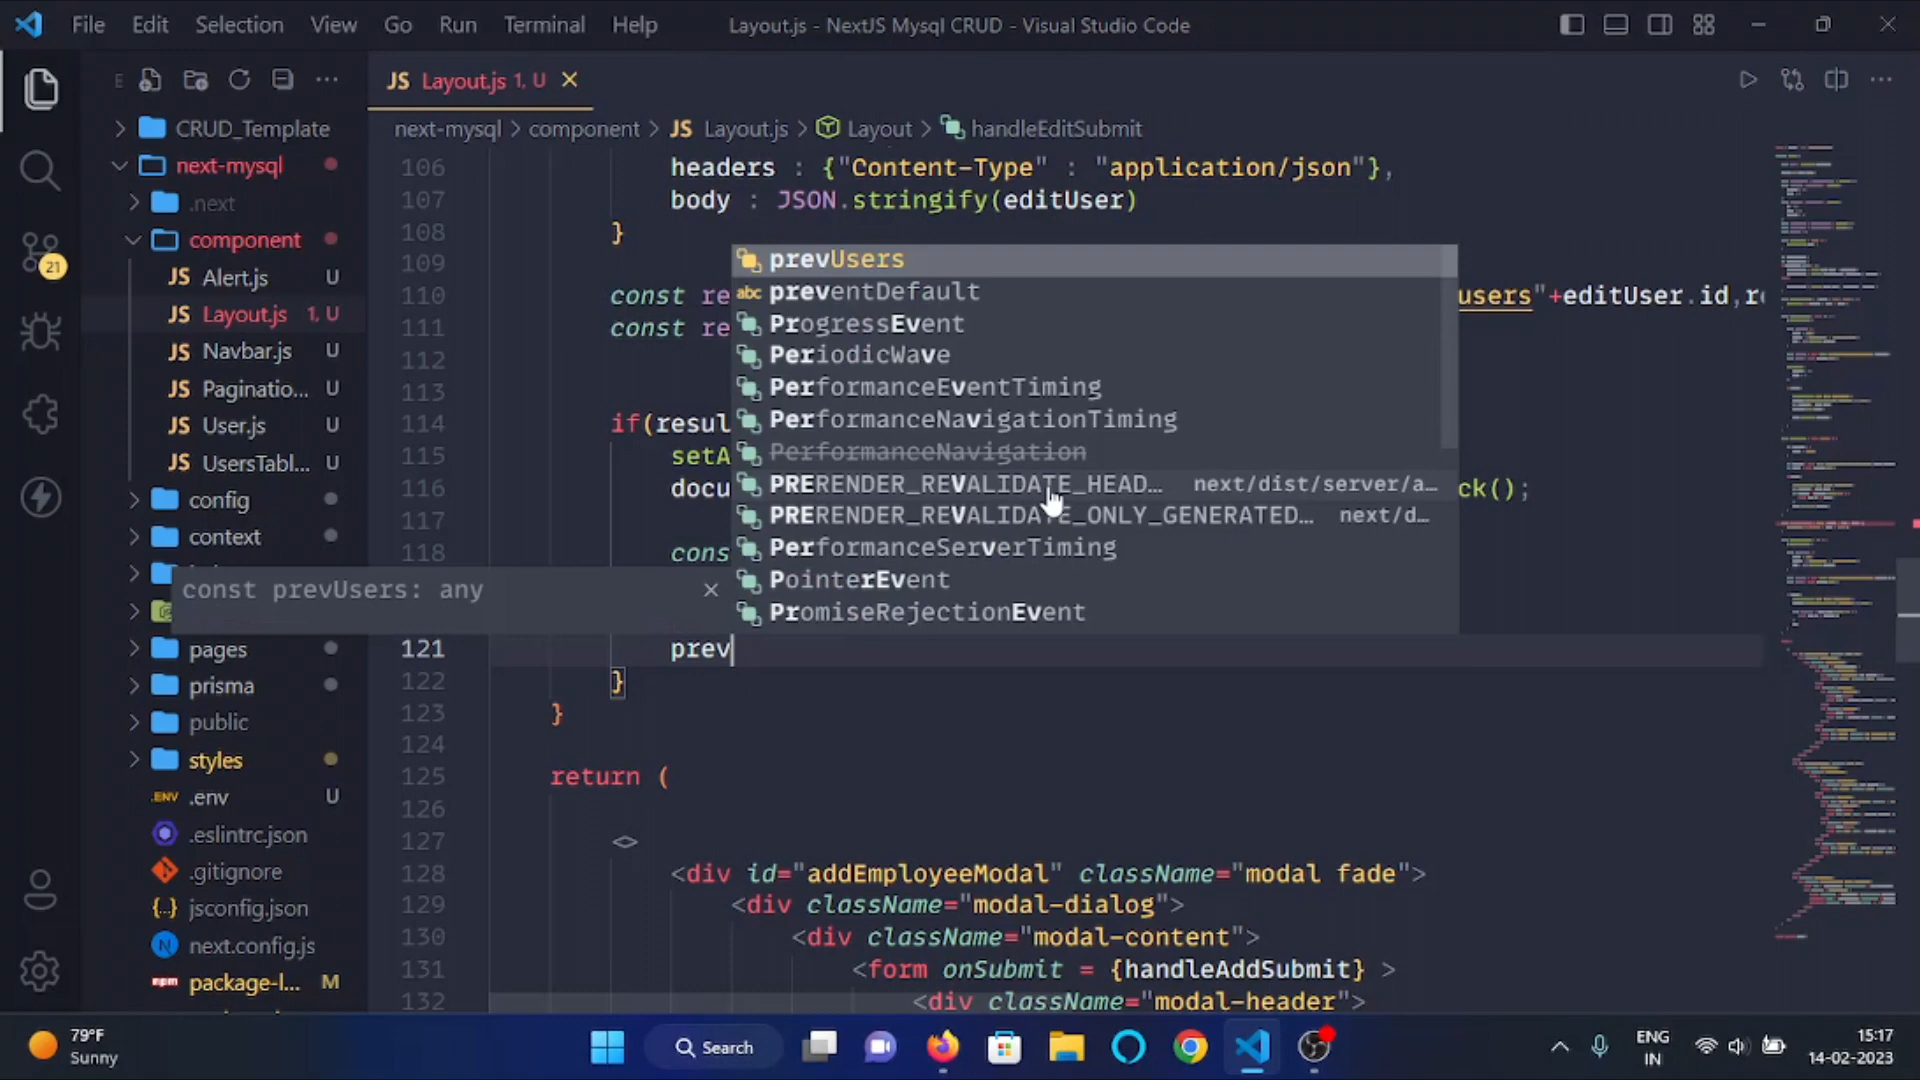 File Edit Selection View Go Run Terminal Help Layout.js - NextJS Mysql CRUD - Visual Studio Code
E
JS Layout.js 1, U
next-mysql > component > JS Layout.js > Layout > handleEditSubmit
CRUD_Template
next-mysql
.next
component
JS Alert.js U
JS Layout.js 1, U
JS Navbar.js U
JS Paginatio... U
JS User.js U
JS UsersTabl... U
config
context
pages
prisma
public
styles
.ENV .env U
.eslintrc.json
.gitignore
{..} jsconfig.json
N next.config.js
npm package-l... M
21
106 headers : {"Content-Type" : "application/json"},
107 body : JSON.stringify(editUser)
108 }
109
110 const re users"+editUser.id,re
111 const re
112
113
114 if(resul
115 setA
116 docu ck();
117
118 cons
121 prev
122 }
123 }
124
125 return (
126
127 <>
128 <div id="addEmployeeModal" className="modal fade">
129 <div className="modal-dialog">
130 <div className="modal-content">
131 <form onSubmit = {handleAddSubmit} >
132 <div className="modal-header">
prevUsers
abc preventDefault
ProgressEvent
PeriodicWave
PerformanceEventTiming
PerformanceNavigationTiming
PerformanceNavigation
PRERENDER_REVALIDATE_HEAD… next/dist/server/a…
PRERENDER_REVALIDATE_ONLY_GENERATED… next/d…
PerformanceServerTiming
PointerEvent
PromiseRejectionEvent
const prevUsers: any
79°F
Sunny
Search
ENG
IN
15:17
14-02-2023